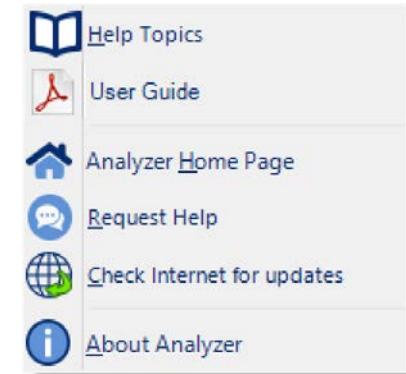 Help Topics
User Guide
Analyzer Home Page
Request Help
Check Internet for updates
About Analyzer